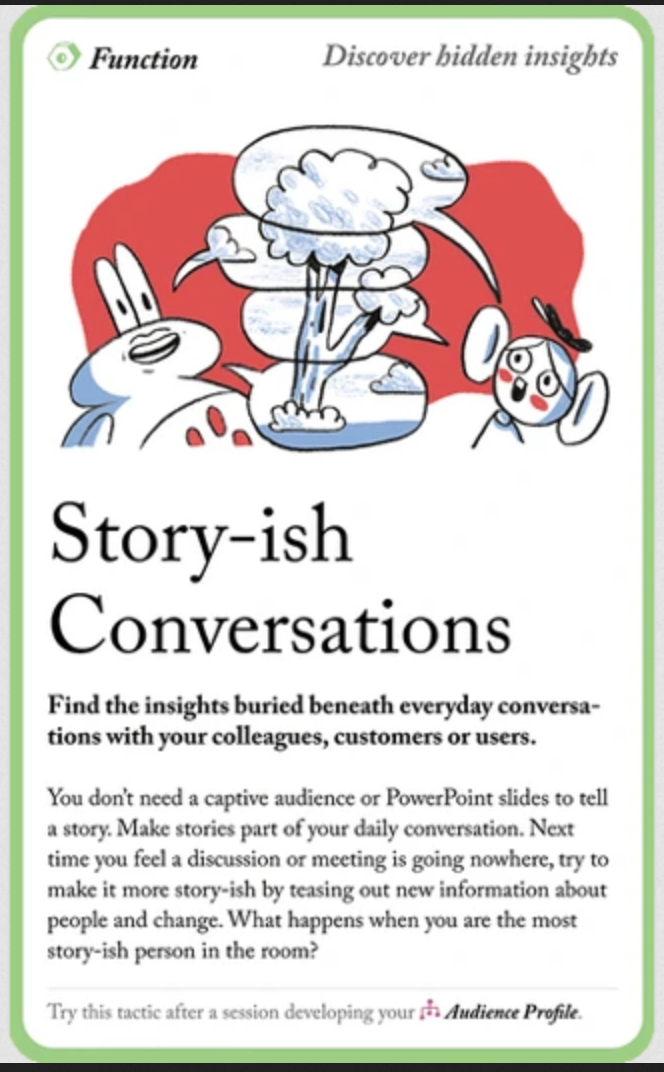 Function
Discover hidden insights
Story-ish
Conversations
Find the insights buried beneath everyday conversa-
tions with your colleagues, customers or users.
You don't need a captive audience or PowerPoint slides to tell
a story. Make stories part of your daily conversation. Next
time you feel a discussion or meeting is going nowhere, try to
make it more story-ish by teasing out new information about
people and change. What happens when you are the most
story-ish person in the room?
Try this tactic after a session developing your Audience Profile.